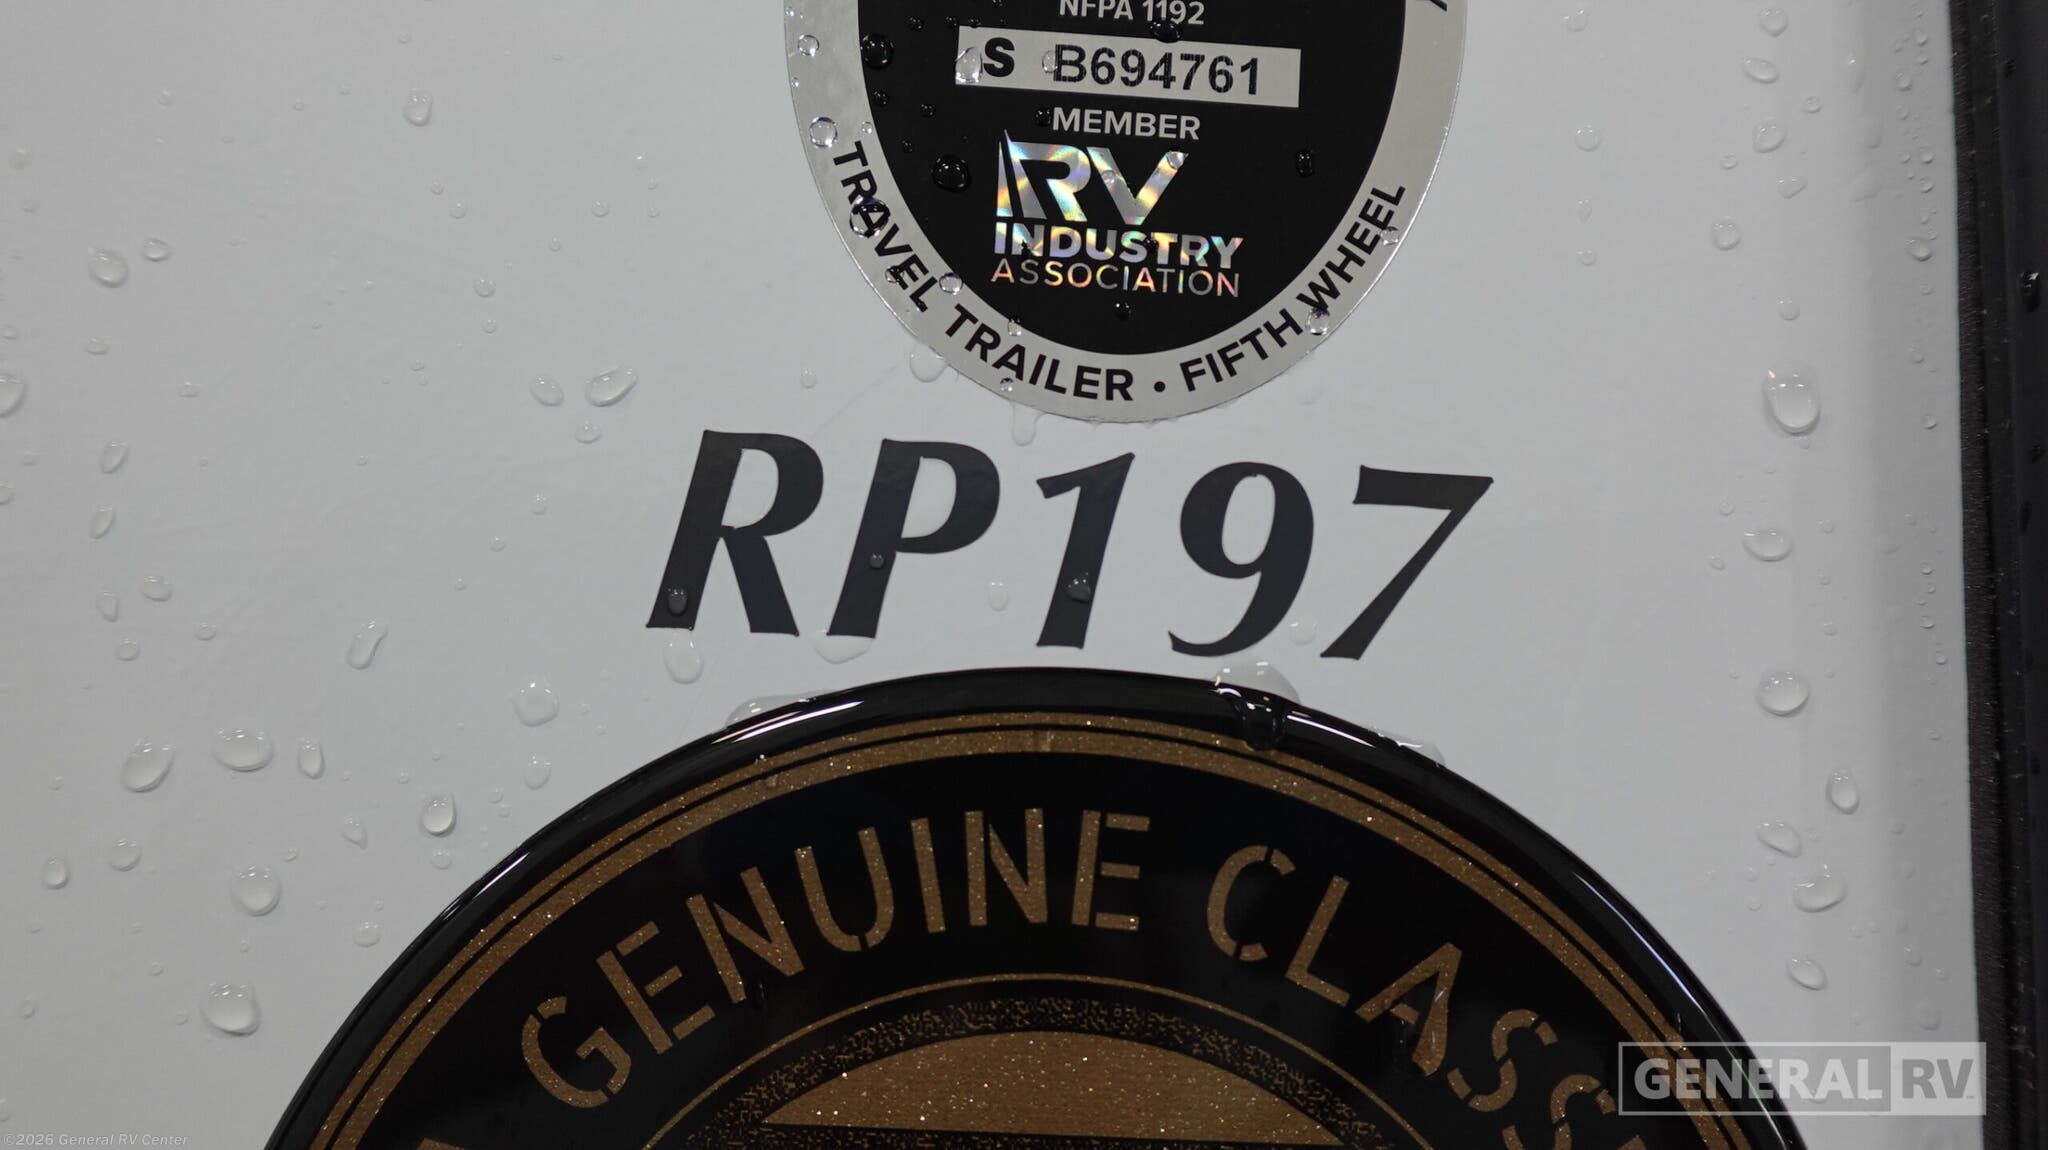 NFPA 1192
S B694761
MEMBER
RV
INDUSTRY
ASSOCIATION
TRAVEL TRAILER • FIFTH WHEEL
RP197
GENUINE CLASS
GENERAL RV
©2026 General RV Center